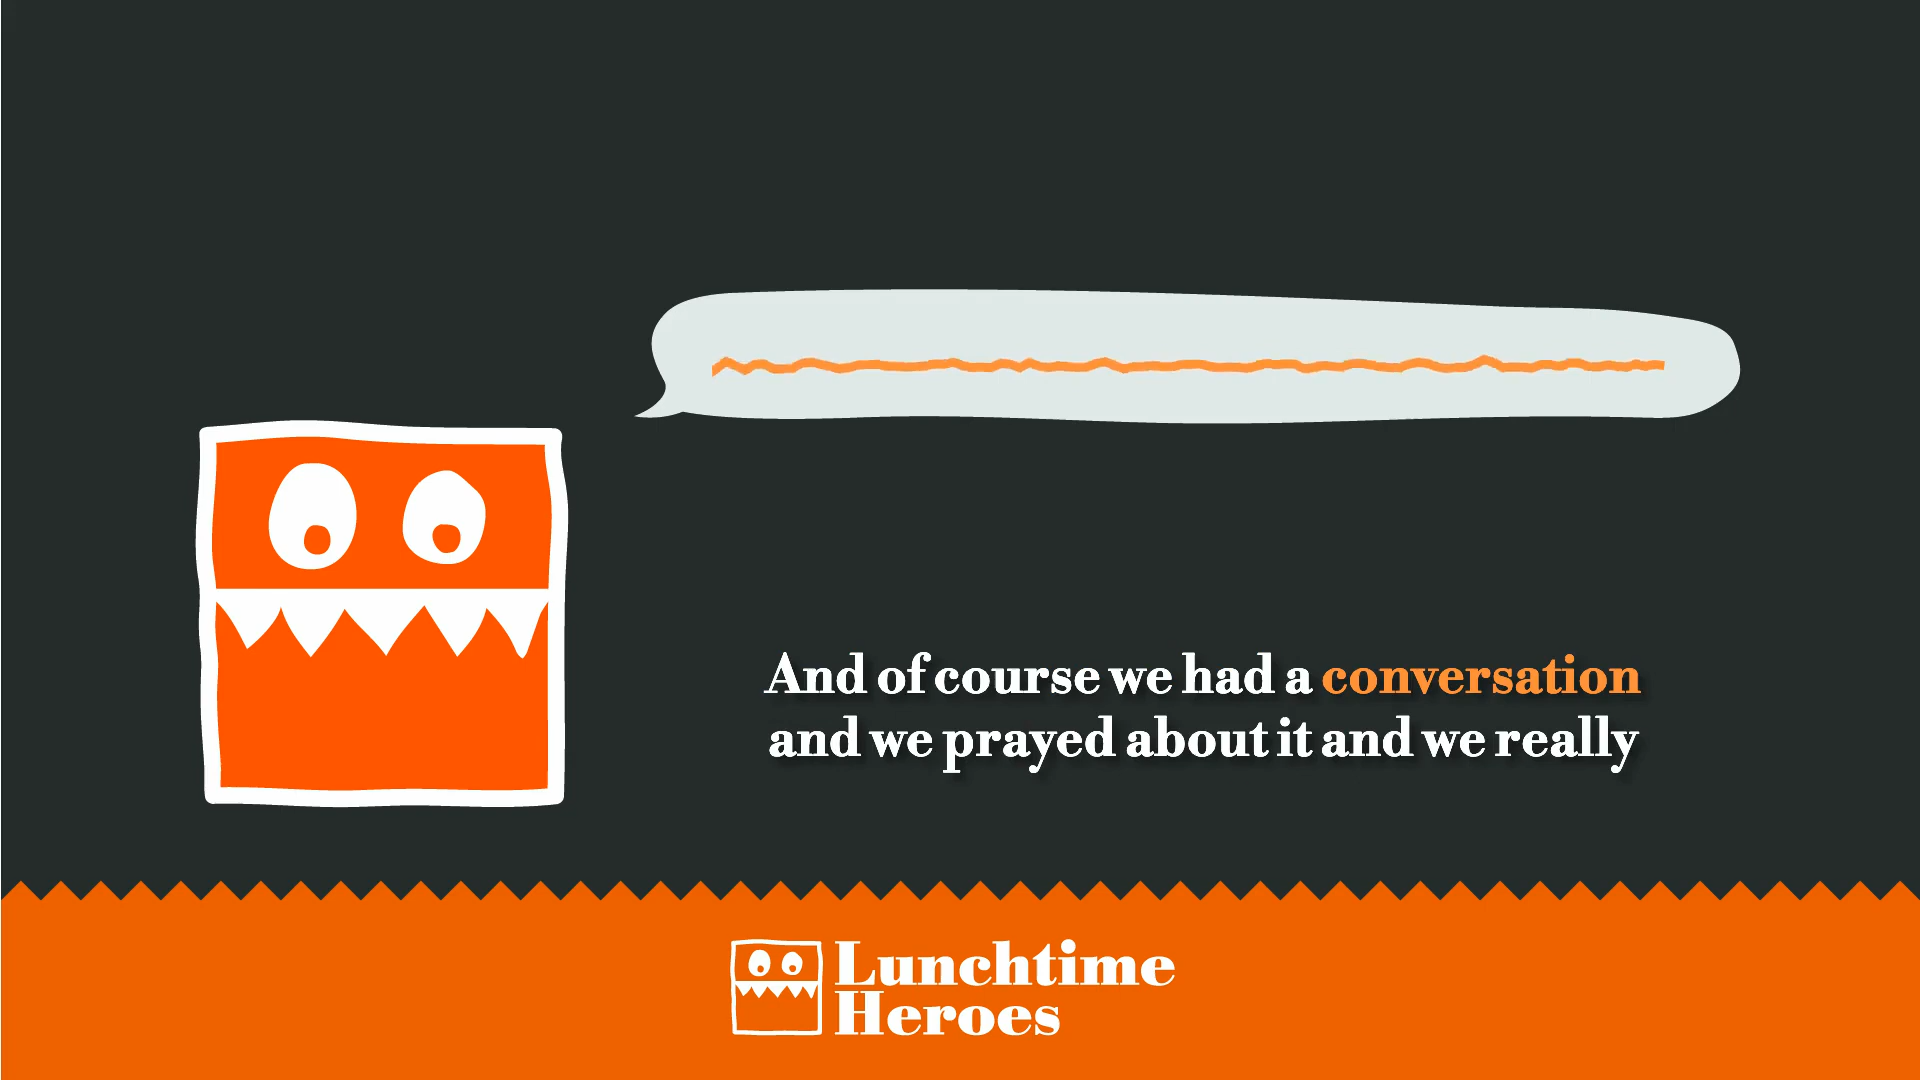 And of course we had a conversation
and we prayed about it and we really
Lunchtime
Heroes